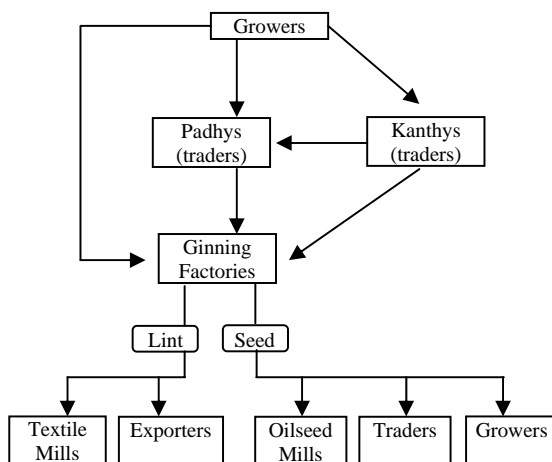 Growers
Padhys
(traders)
Kanthys
(traders)
Ginning
Factories
Lint
Seed
Textile
Mills
Exporters
Oilseed
Mills
Traders
Growers